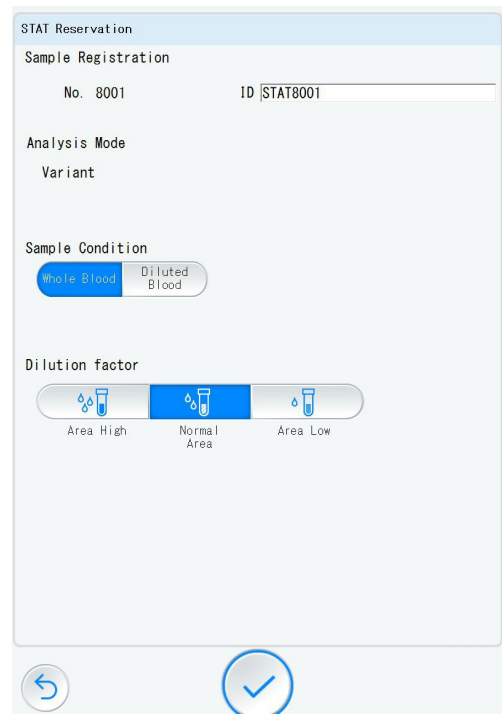 STAT Reservation
Sample Registration
No. 8001 ID STAT8001
Analysis Mode
Variant
Sample Condition
Whole Blood Diluted
Blood
Dilution factor
Area High Normal Area Low
Area